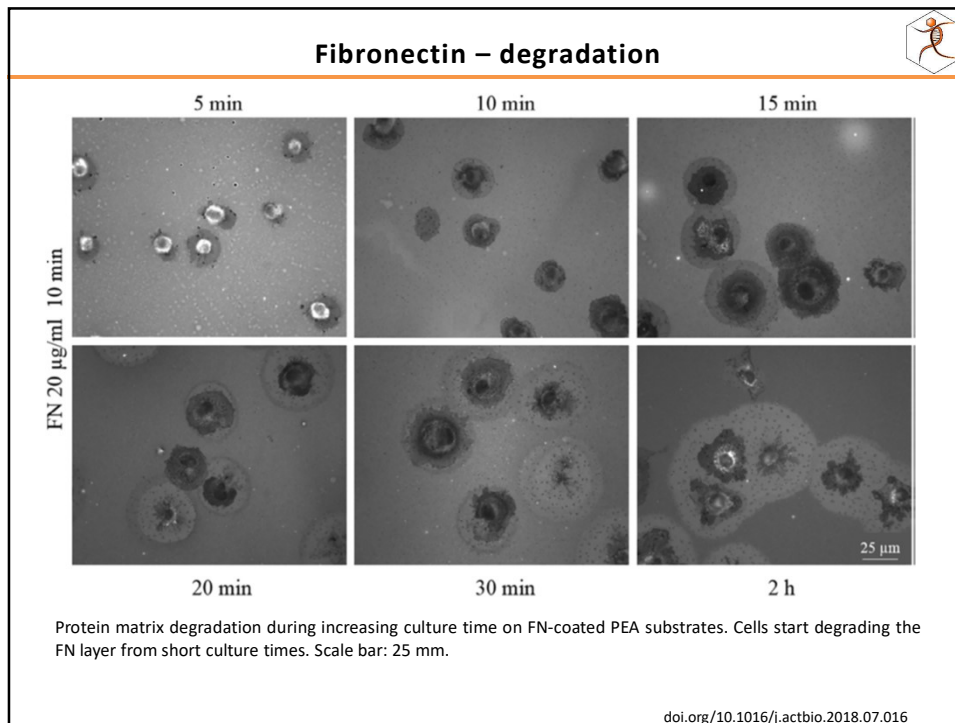 Fibronectin – degradation
5 min 10 min 15 min
FN 20 µg/ml 10 min
25 µm
20 min 30 min 2 h
Protein matrix degradation during increasing culture time on FN-coated PEA substrates. Cells start degrading the
FN layer from short culture times. Scale bar: 25 mm.
doi.org/10.1016/j.actbio.2018.07.016